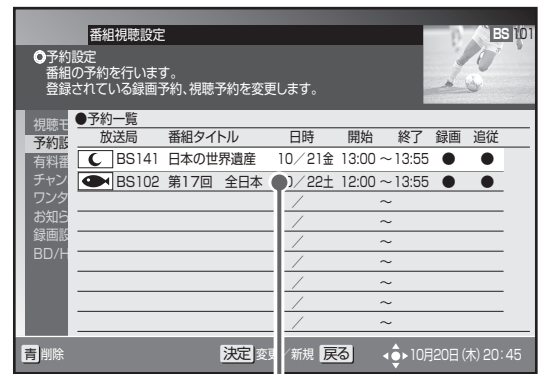 番組視聴設定
BS 101
予約設定
番組の予約を行います。
登録されている録画予約、視聴予約を変更します。
視聴モ
予約設
有料番
チャン
ワンタ
お知ら
録画設
BD/H
●予約一覧
放送局 番組タイトル 日時 開始 終了 録画 追従
BS141 日本の世界遺産 10／21金 13:00～13:55 ● ●
BS102 第17回 全日本 0／22土 12:00～13:55 ● ●
／ ～
／ ～
／ ～
／ ～
／ ～
／ ～
／ ～
青 削除 決定 変更／新規 戻る 10月20日(木) 20:45